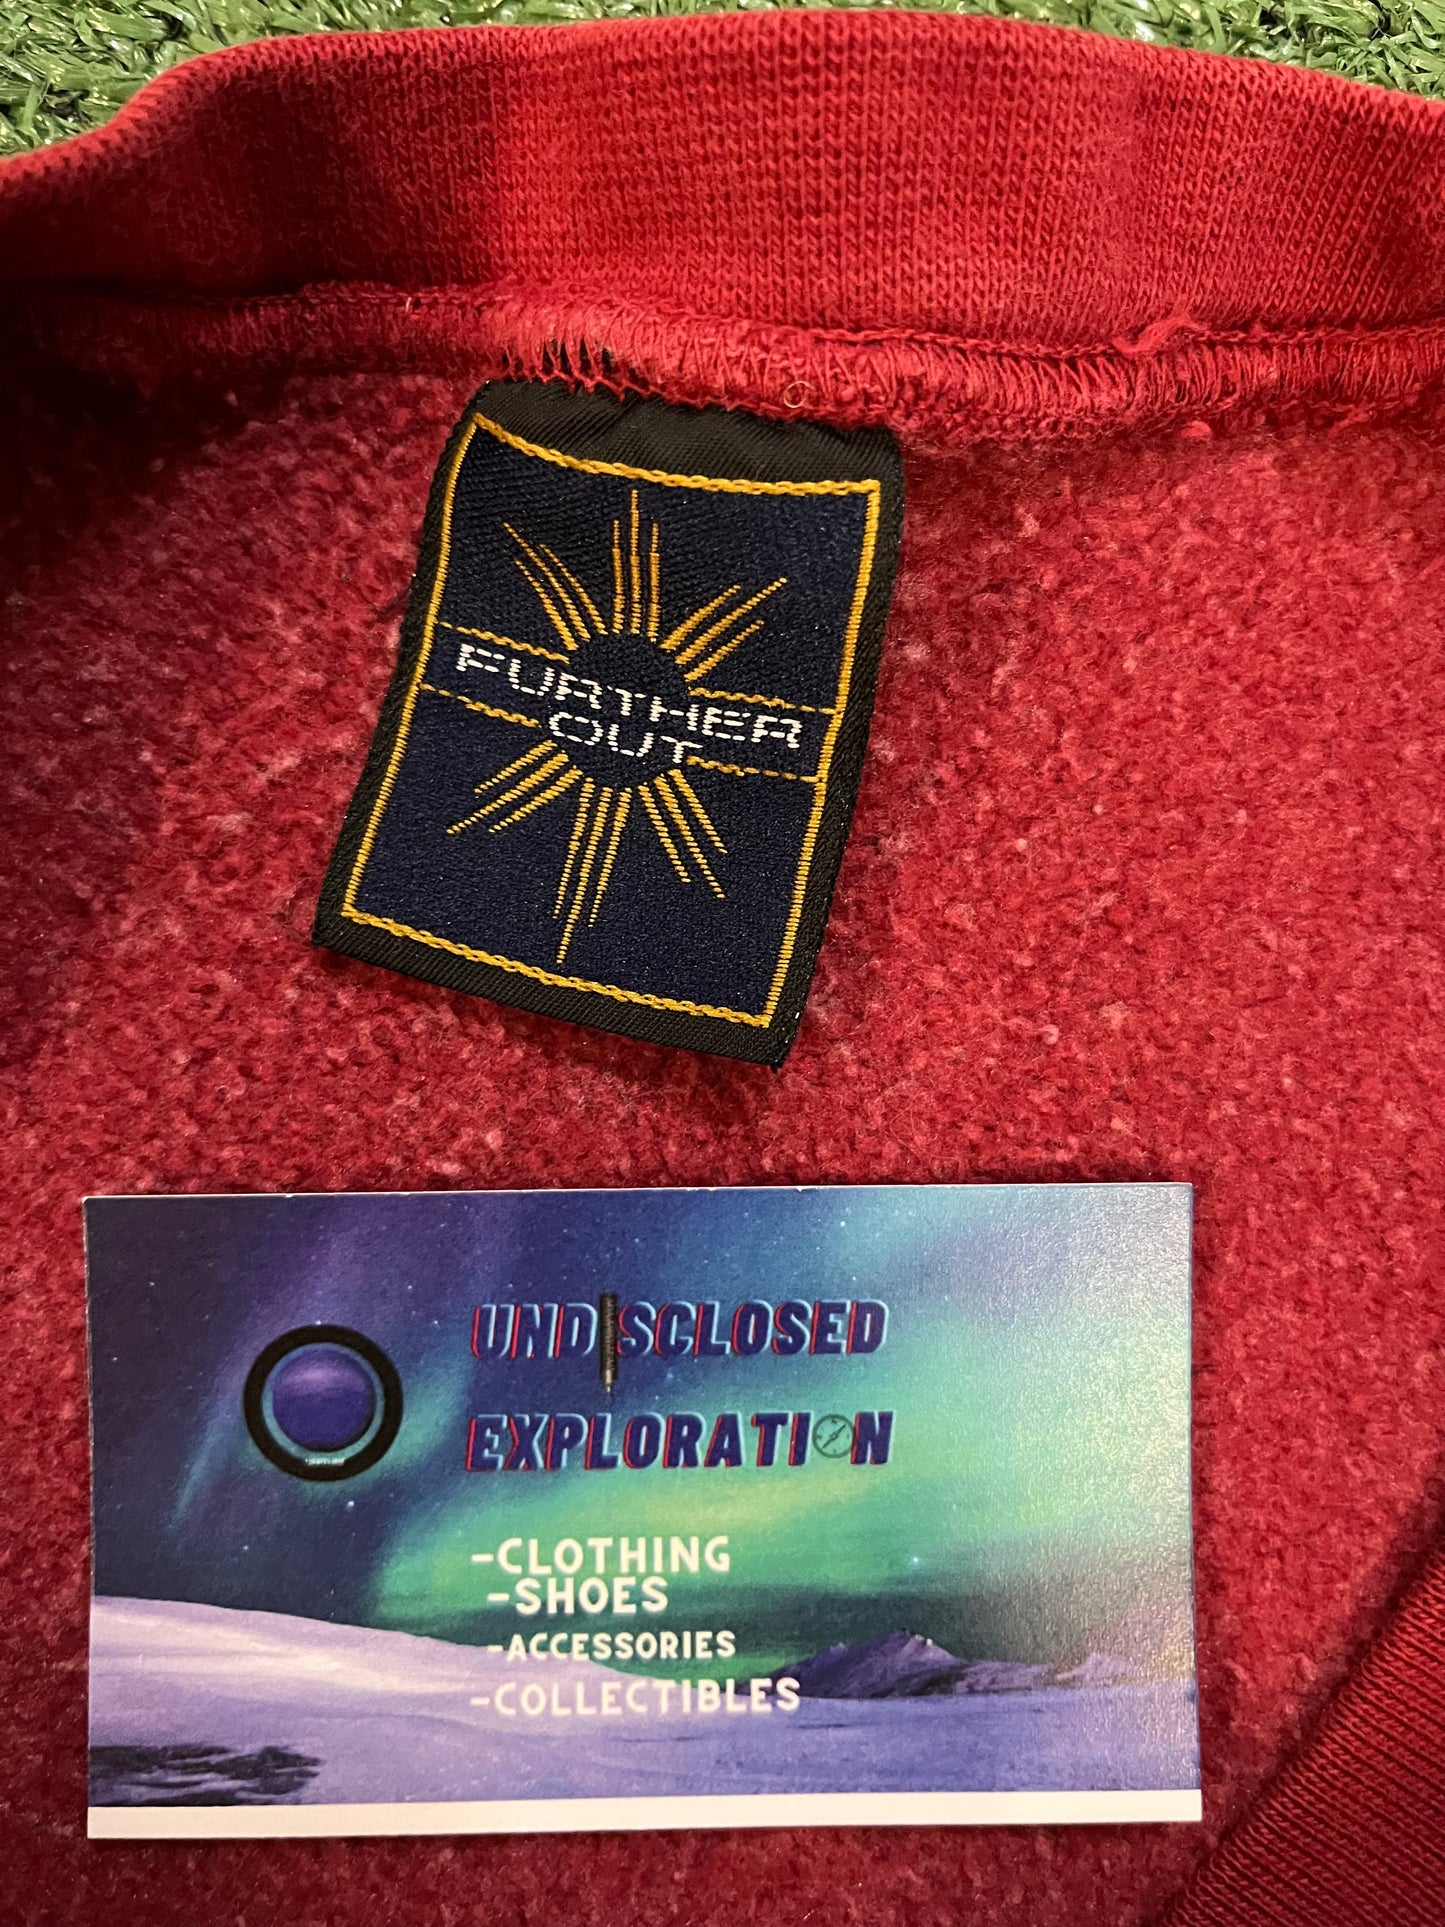 FURTHER
OUT
UNDISCLOSED
EXPLORATION
-CLOTHING
-SHOES
-ACCESSORIES
-COLLECTIBLES